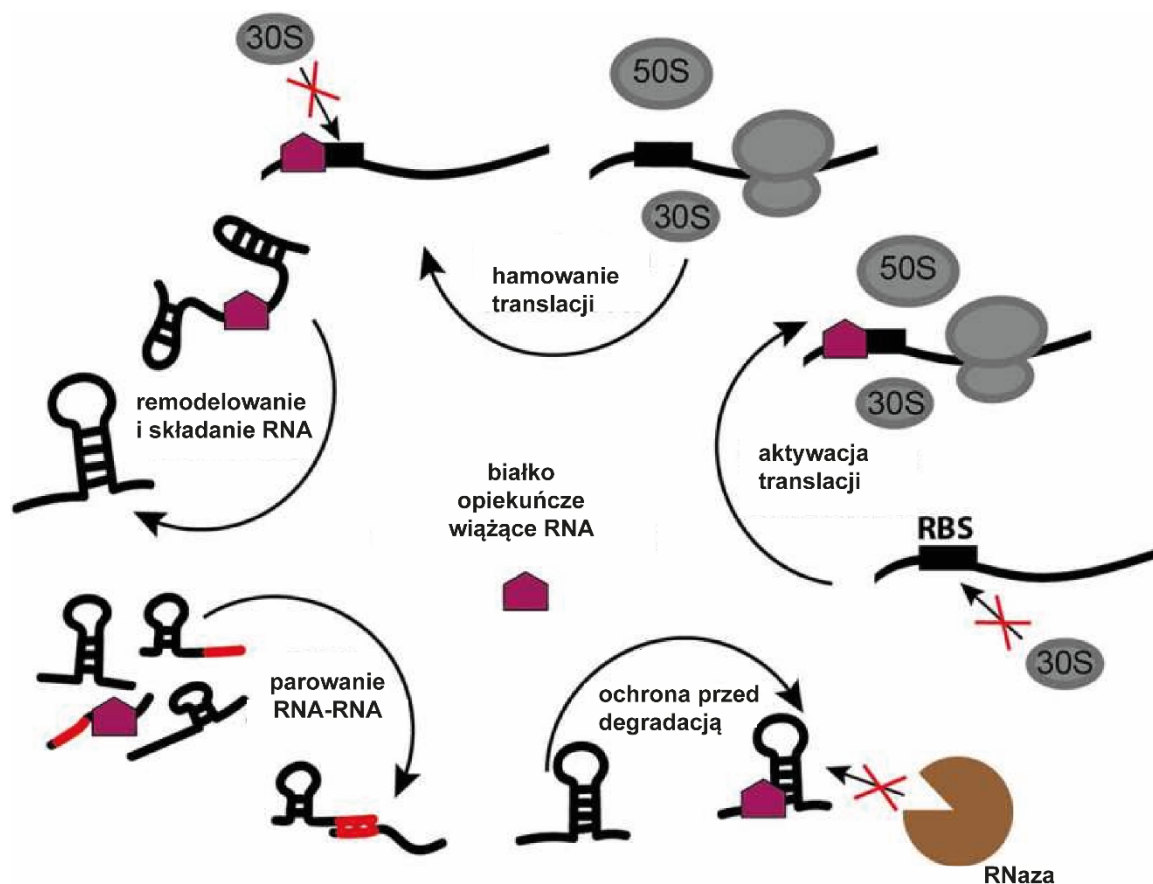 30S
50S
30S
hamowanie
translacji
50S
30S
remodelowanie
i składanie RNA
aktywacja
translacji
białko
opiekuńcze
wiążące RNA
RBS
30S
parowanie
RNA-RNA
ochrona przed
degradacją
RNaza